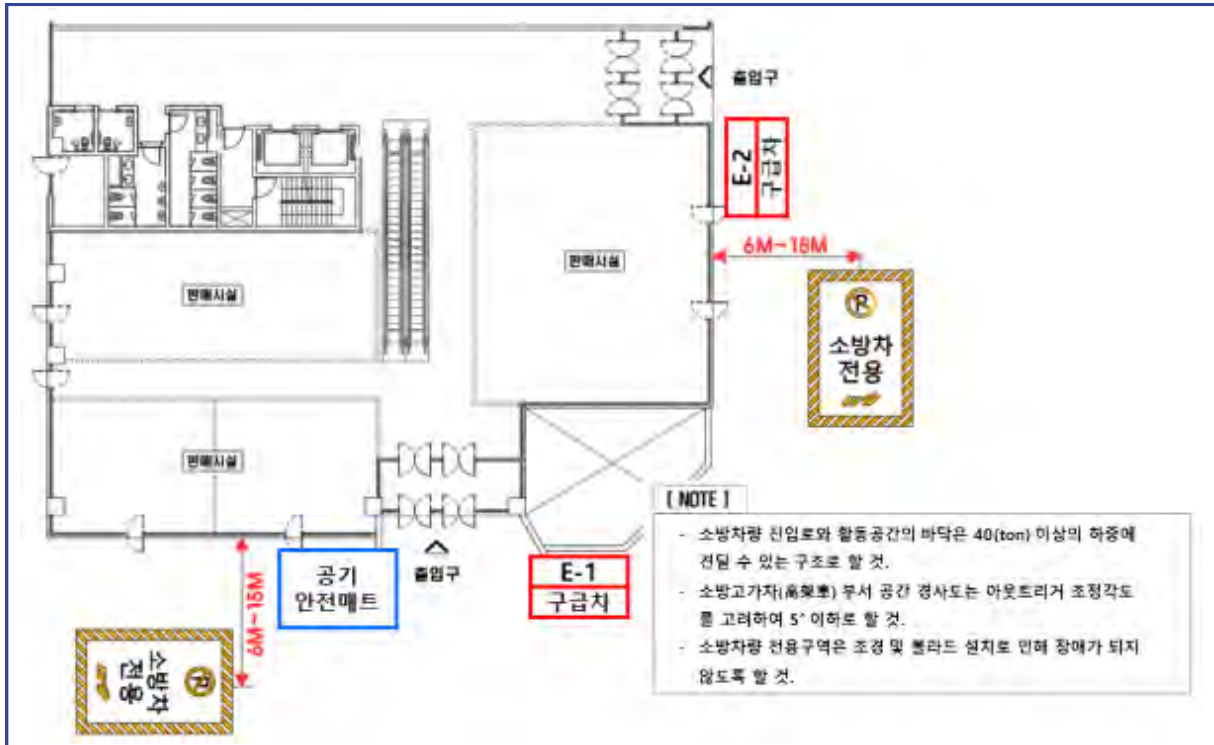 출입구
E-2
구급차
6M~18M
판매시설
판매시설
R
소방차
전용
판매시설
[ NOTE ]
- 소방차량 진입로와 활동공간의 바닥은 40(ton) 이상의 하중에
견딜 수 있는 구조로 할 것.
- 소방고가차(高架車) 부서 공간 경사도는 아웃트리거 조정각도
를 고려하여 5° 이하로 할 것.
- 소방차량 전용구역은 조경 및 볼라드 설치로 인해 장애가 되지
않도록 할 것.
공기
안전매트
출입구
E-1
구급차
6M~15M
R
소방차
전용